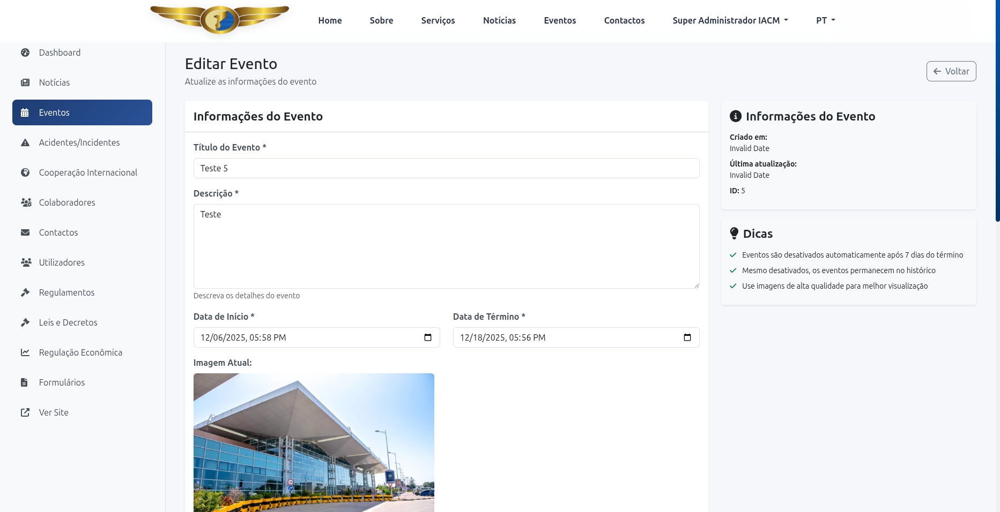 Home Sobre Serviços Notícias Eventos Contactos Super Administrador IACM PT
Dashboard
Notícias
Eventos
Acidentes/Incidentes
Cooperação Internacional
Colaboradores
Contactos
Utilizadores
Regulamentos
Leis e Decretos
Regulação Econômica
Formulários
Ver Site
Editar Evento
Atualize as informações do evento
Voltar
Informações do Evento
Título do Evento *
Teste 5
Descrição *
Teste
Descreva os detalhes do evento
Data de Início *
12/06/2025, 05:58 PM
Data de Término *
12/18/2025, 05:56 PM
Imagem Atual:
Informações do Evento
Criado em:
Invalid Date
Última atualização:
Invalid Date
ID: 5
Dicas
Eventos são desativados automaticamente após 7 dias do término
Mesmo desativados, os eventos permanecem no histórico
Use imagens de alta qualidade para melhor visualização